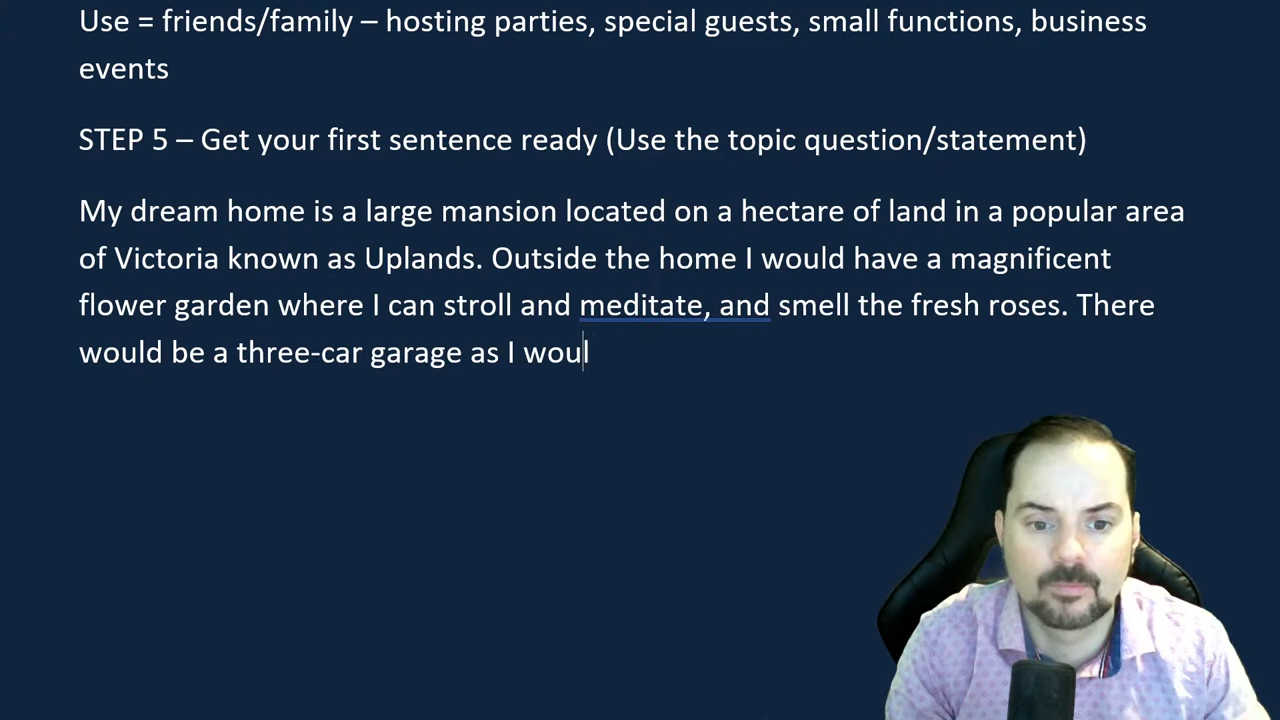 Use = friends/family – hosting parties, special guests, small functions, business
events
STEP 5 – Get your first sentence ready (Use the topic question/statement)
My dream home is a large mansion located on a hectare of land in a popular area
of Victoria known as Uplands. Outside the home I would have a magnificent
flower garden where I can stroll and meditate, and smell the fresh roses. There
would be a three-car garage as I woul